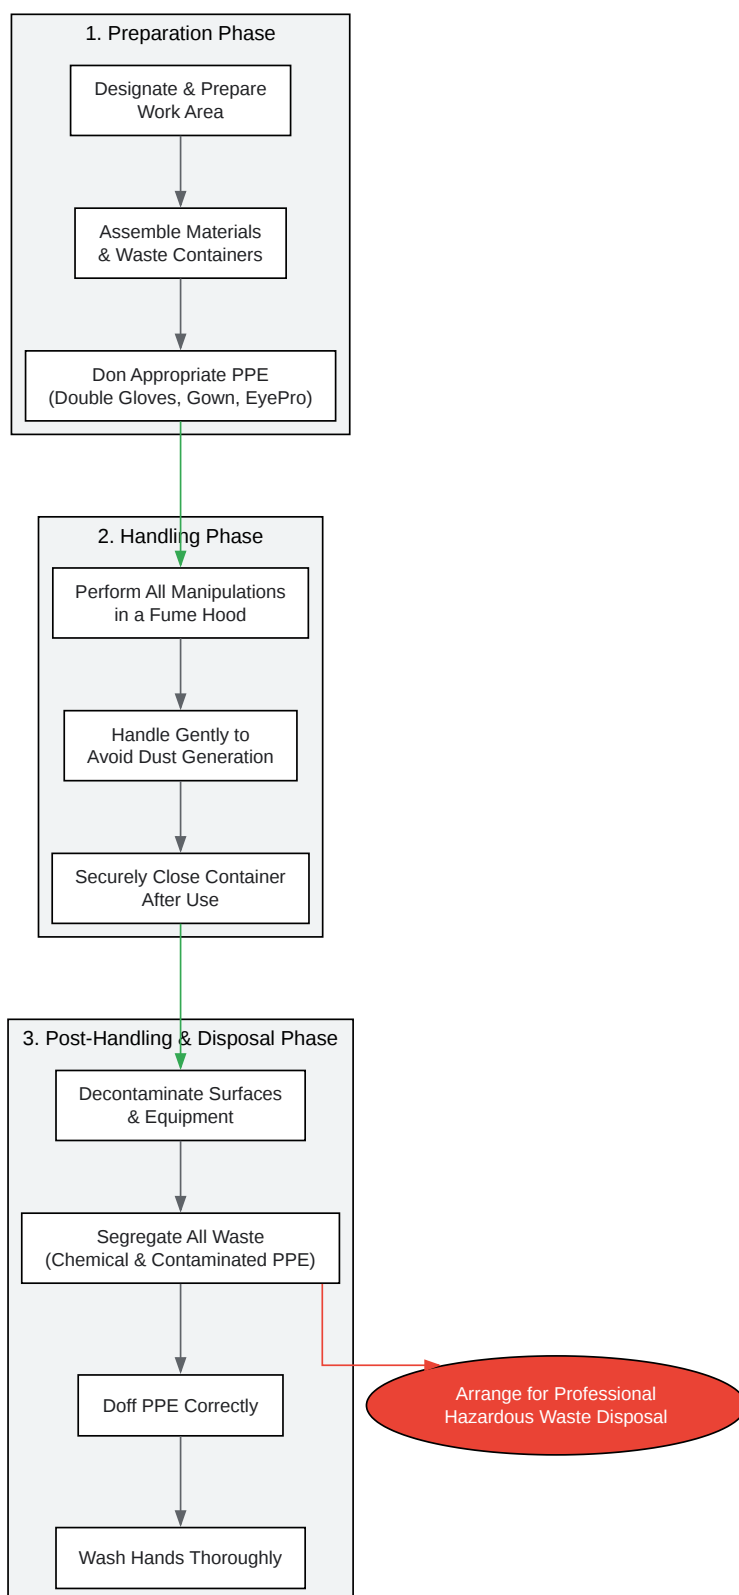 1. Preparation Phase
Designate & Prepare
Work Area
Assemble Materials
& Waste Containers
Don Appropriate PPE
(Double Gloves, Gown, EyePro)
2. Handling Phase
Perform All Manipulations
in a Fume Hood
Handle Gently to
Avoid Dust Generation
Securely Close Container
After Use
3. Post-Handling & Disposal Phase
Decontaminate Surfaces
& Equipment
Segregate All Waste
(Chemical & Contaminated PPE)
Doff PPE Correctly
Arrange for Professional
Hazardous Waste Disposal
Wash Hands Thoroughly